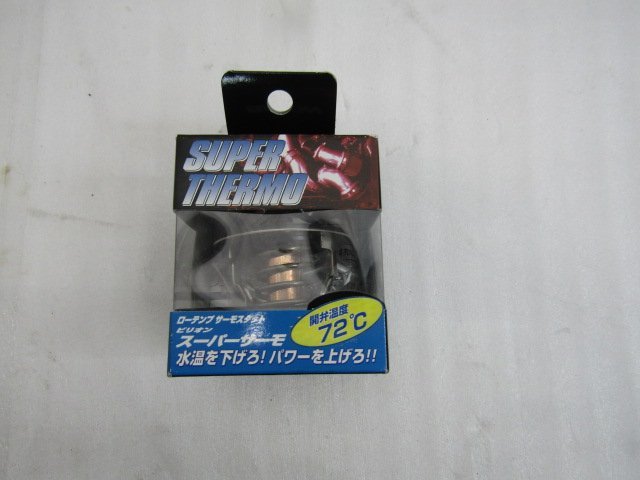 SUPER
THERMO
ローテンプ サーモスタット
ビリオン
スーパーサーモ
水温を下げろ! パワーを上げろ!!
開弁温度
72℃